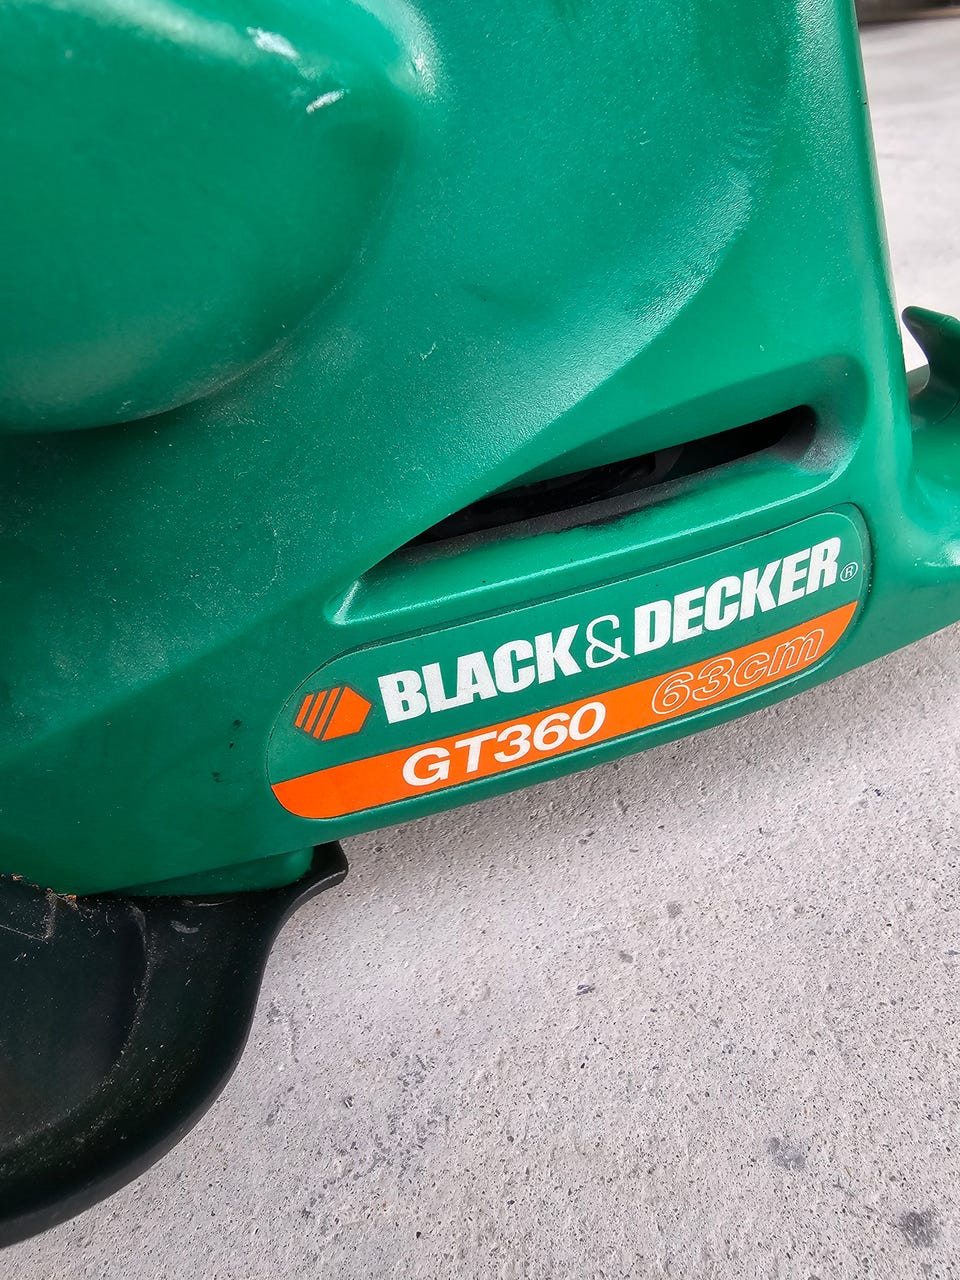 BLACK & DECKER®
GT360 63cm